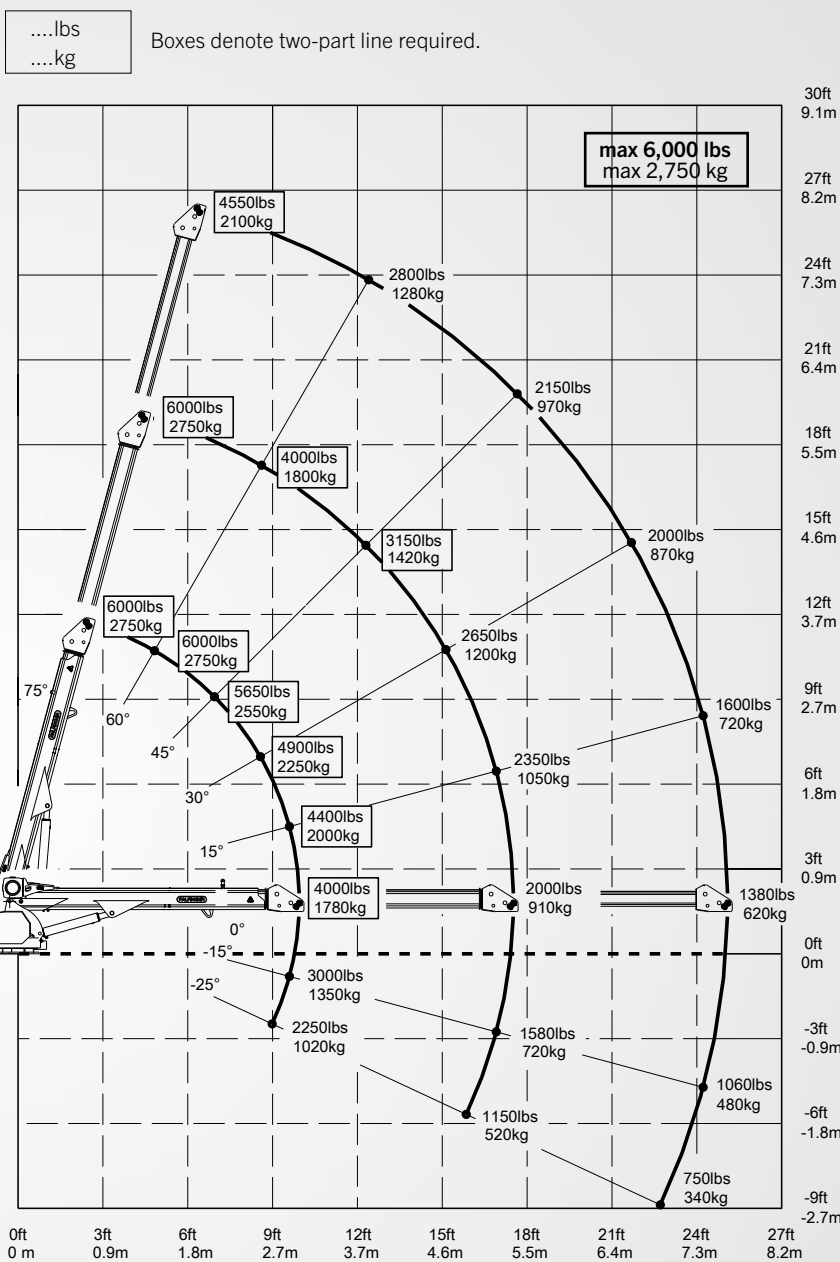 ....lbs
....kg
Boxes denote two-part line required.
30ft
9.1m
max 6,000 lbs
max 2,750 kg
27ft
8.2m
4550lbs
2100kg
24ft
7.3m
2800lbs
1280kg
21ft
6.4m
2150lbs
970kg
6000lbs
2750kg
18ft
5.5m
4000lbs
1800kg
15ft
4.6m
3150lbs
1420kg
2000lbs
870kg
12ft
3.7m
6000lbs
2750kg
6000lbs
2750kg
2650lbs
1200kg
75°
60°
45°
30°
15°
5650lbs
2550kg
9ft
2.7m
1600lbs
720kg
4900lbs
2250kg
2350lbs
1050kg
6ft
1.8m
4400lbs
2000kg
3ft
0.9m
PALFINGER
PALFINGER
4000lbs
1780kg
2000lbs
910kg
1380lbs
620kg
0°
-15°
-25°
0ft
0m
3000lbs
1350kg
2250lbs
1020kg
1580lbs
720kg
-3ft
-0.9m
1060lbs
480kg
1150lbs
520kg
-6ft
-1.8m
750lbs
340kg
-9ft
-2.7m
0ft 3ft 6ft 9ft 12ft 15ft 18ft 21ft 24ft 27ft
0 m 0.9m 1.8m 2.7m 3.7m 4.6m 5.5m 6.4m 7.3m 8.2m